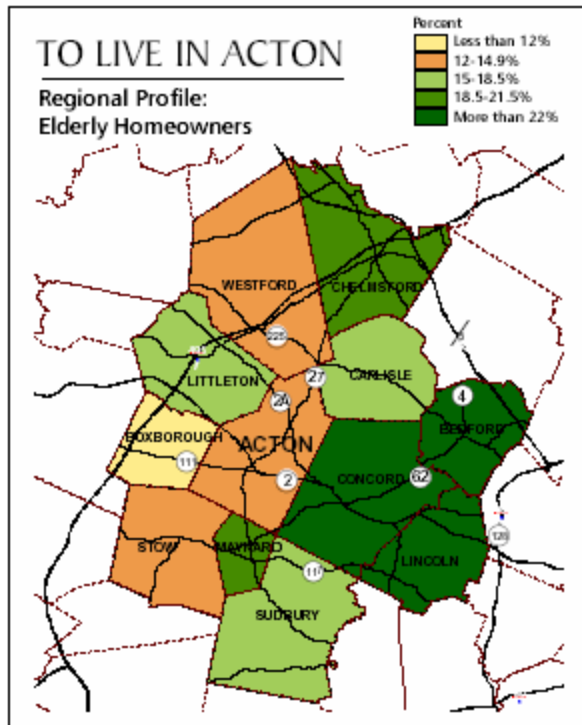 TO LIVE IN ACTON
Regional Profile:
Elderly Homeowners
Percent
Less than 12%
12-14.9%
15-18.5%
18.5-21.5%
More than 22%
WESTFORD
CHELMSFORD
225
LITTLETON
27
CARLISLE
2A
4
BOXBOROUGH
ACTON
BEDFORD
111
2
CONCORD
62
128
STOW
MAYNARD
LINCOLN
117
SUDBURY